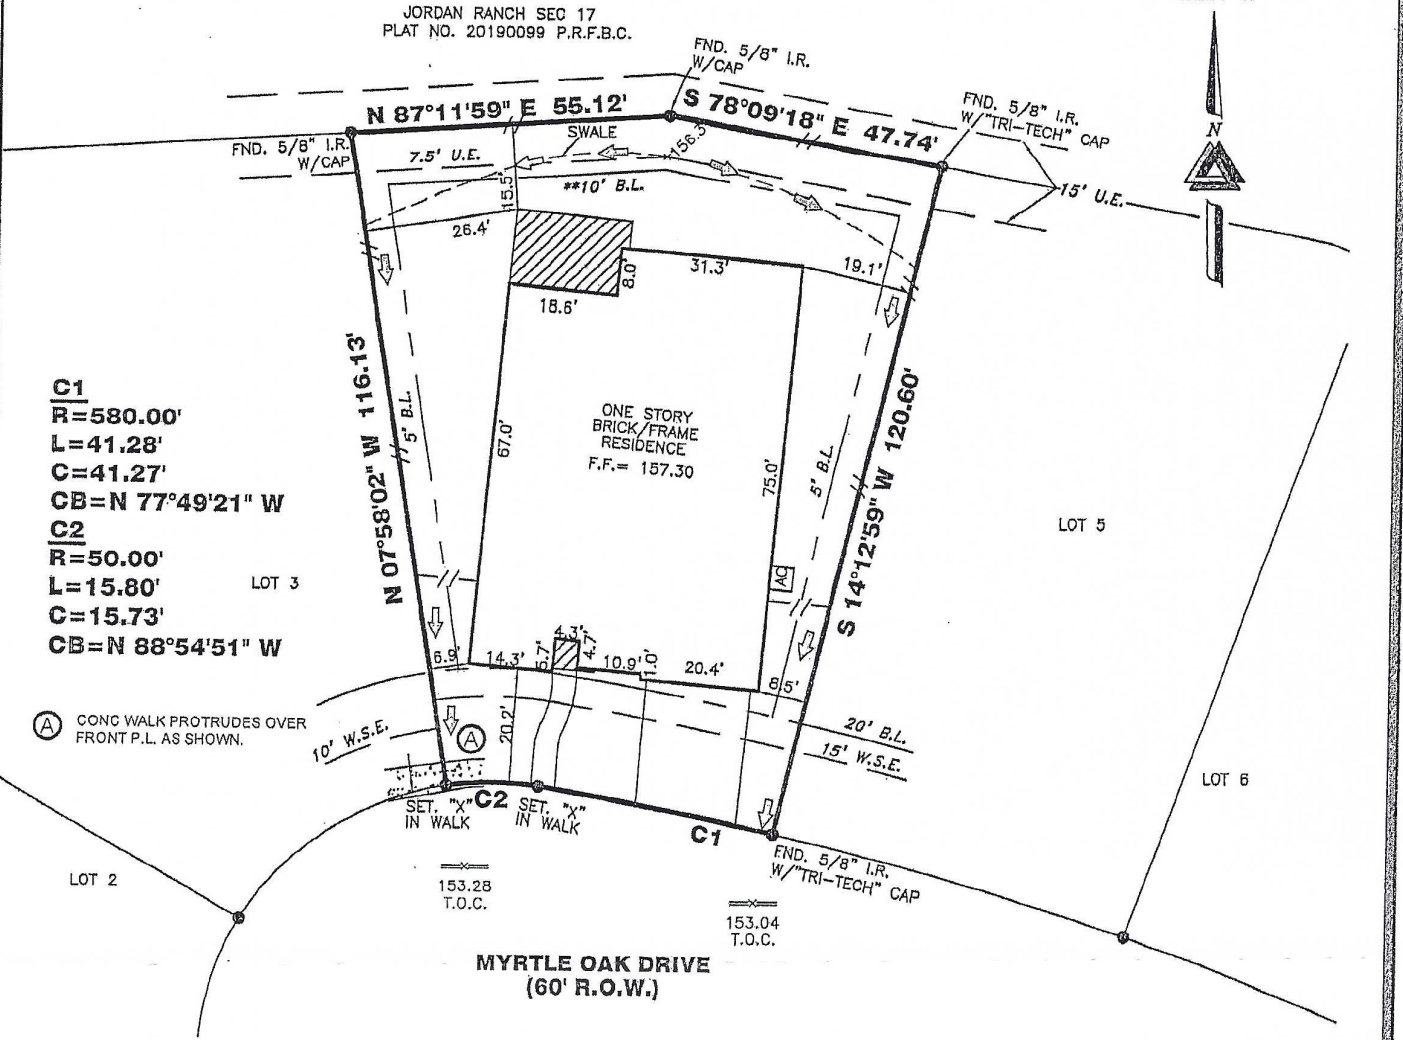 JORDAN RANCH SEC 17
PLAT NO. 20190099 P.R.F.B.C.
FND. 5/8" I.R.
W/CAP
N 87°11'59" E 55.12'
S 78°09'18" E 47.74'
FND. 5/8" I.R.
W/"TRI-TECH" CAP
N
FND. 5/8" I.R.
W/CAP
SWALE
156.3
7.5' U.E.
**10' B.L.
15' U.E.
15.5'
26.4'
31.3'
19.1'
8.0'
18.6'
N 07°58'02" W 116.13'
5' B.L.
67.0'
ONE STORY
BRICK/FRAME
RESIDENCE
F.F.= 157.30
75.0'
5' B.L.
S 14°12'59" W 120.60'
C1
R=580.00'
L=41.28'
C=41.27'
CB=N 77°49'21" W
C2
R=50.00'
L=15.80'
C=15.73'
CB=N 88°54'51" W
LOT 3
LOT 5
AC
6.9'
14.3'
5.7'
4.3'
4.7'
10.9'
1.0'
20.4'
8.5'
A CONC WALK PROTRUDES OVER
FRONT P.L. AS SHOWN.
10' W.S.E.
A
20.2'
20' B.L.
15' W.S.E.
LOT 6
SET. "X"
IN WALK
C2
SET. "X"
IN WALK
C1
FND. 5/8" I.R.
W/"TRI-TECH" CAP
LOT 2
153.28
T.O.C.
153.04
T.O.C.
MYRTLE OAK DRIVE
(60' R.O.W.)